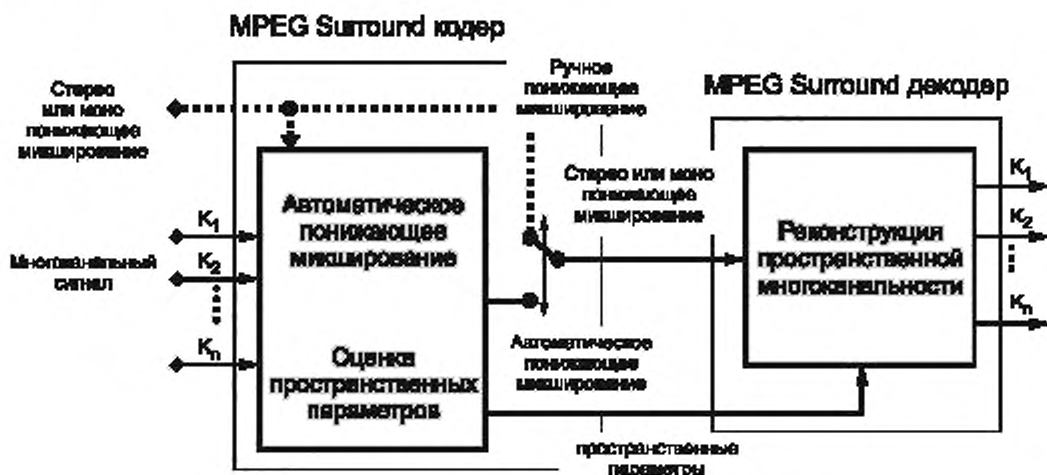 MPEG Surround кодер
Стерео
или моно
понижающее
микширование
Ручное
понижающее
микширование
MPEG Surround декодер
Автоматическое
понижающее
микширование
Стерео или моно
понижающее
микширование
K1
K2
Kn
Многоканальный
сигнал
Оценка
пространственных
параметров
Автоматическое
понижающее
микширование
Реконструкция
пространственной
многоканальности
K1
K2
Kn
пространственные
параметры